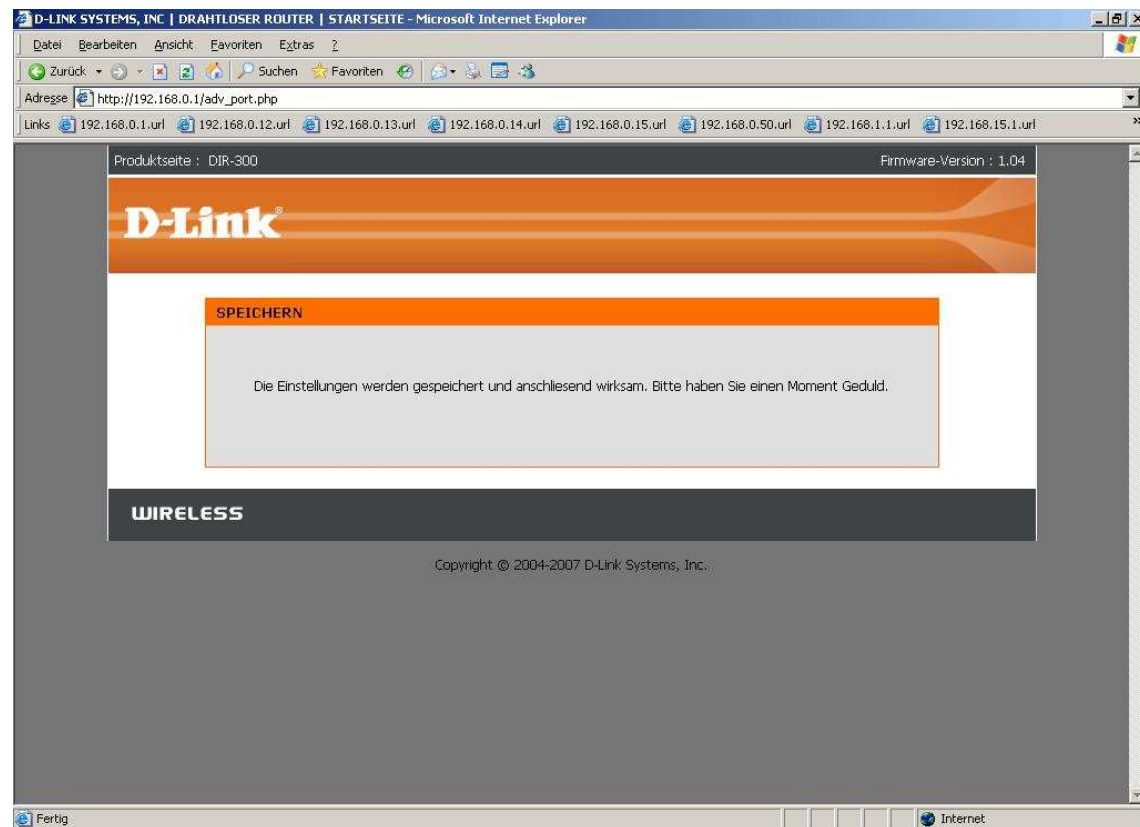 D-LINK SYSTEMS, INC | DRAHTLOSER ROUTER | STARTSEITE - Microsoft Internet Explorer
Datei Bearbeiten Ansicht Favoriten Extras ?
Zurück Suchen Favoriten
Adresse http://192.168.0.1/adv_port.php
Links 192.168.0.1.url 192.168.0.12.url 192.168.0.13.url 192.168.0.14.url 192.168.0.15.url 192.168.0.50.url 192.168.1.1.url 192.168.15.1.url »
Produktseite : DIR-300 Firmware-Version : 1.04
D-Link®
SPEICHERN
Die Einstellungen werden gespeichert und anschliesend wirksam. Bitte haben Sie einen Moment Geduld.
WIRELESS
Copyright © 2004-2007 D-Link Systems, Inc.
Fertig Internet